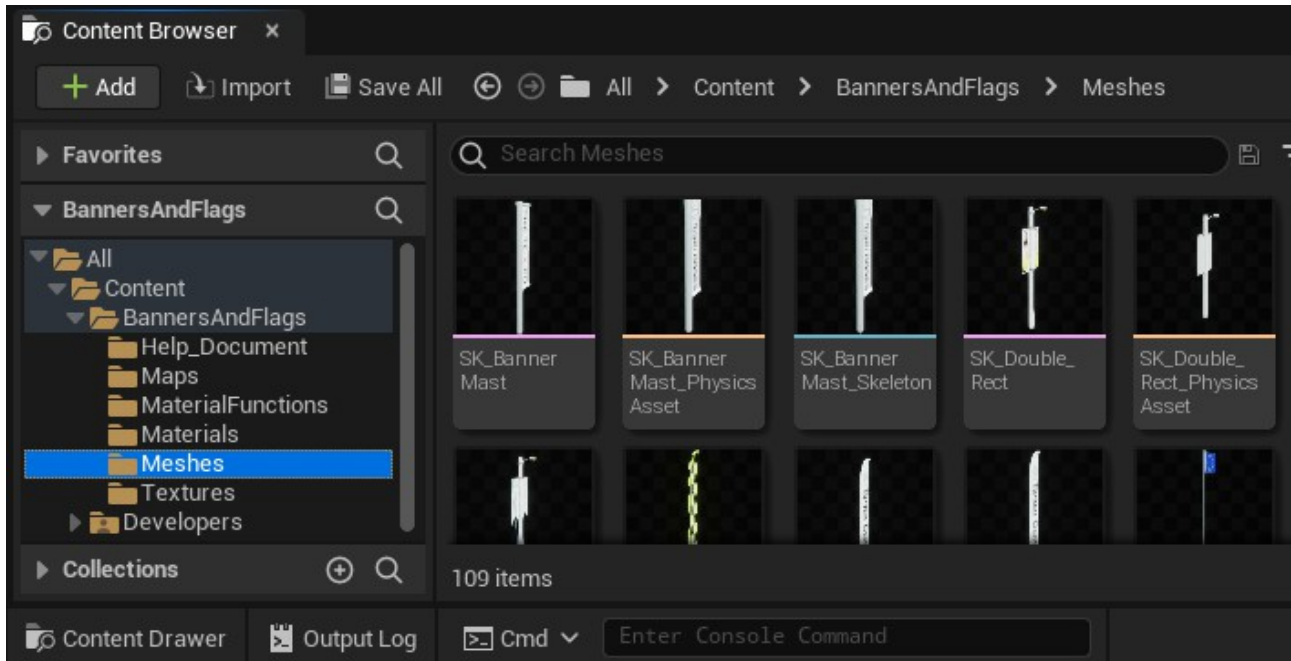 Content Browser
+ Add Import Save All All > Content > BannersAndFlags > Meshes
Favorites
Search Meshes
BannersAndFlags
All
Content
BannersAndFlags
Help_Document
Maps
MaterialFunctions
Materials
Meshes
Textures
Developers
SK_Banner
Mast
SK_Banner
Mast_Physics
Asset
SK_Banner
Mast_Skeleton
SK_Double_
Rect
SK_Double_
Rect_Physics
Asset
Collections
109 items
Content Drawer Output Log Cmd Enter Console Command